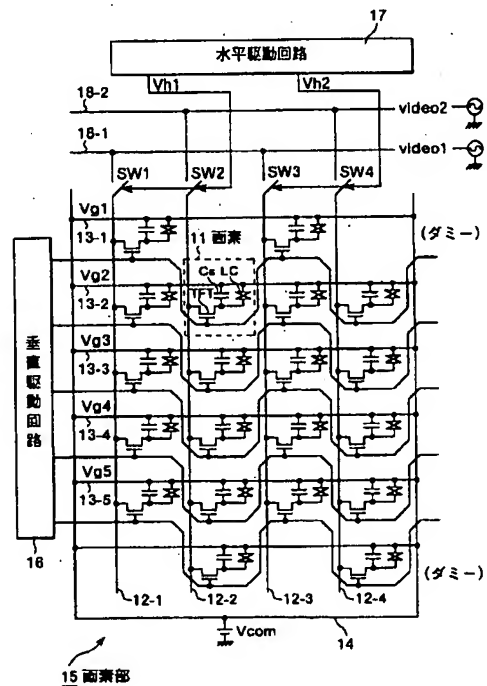 17
水平駆動回路
Vh1
Vh2
18-2
video2
18-1
video1
SW1
SW2
SW3
SW4
Vg1
13-1
11 画素
(ダミー)
Cs LC
TFT
Vg2
13-2
Vg3
13-3
垂直駆動回路
Vg4
13-4
Vg5
13-5
16
(ダミー)
12-1
12-2
12-3
12-4
14
Vcom
15 画素部